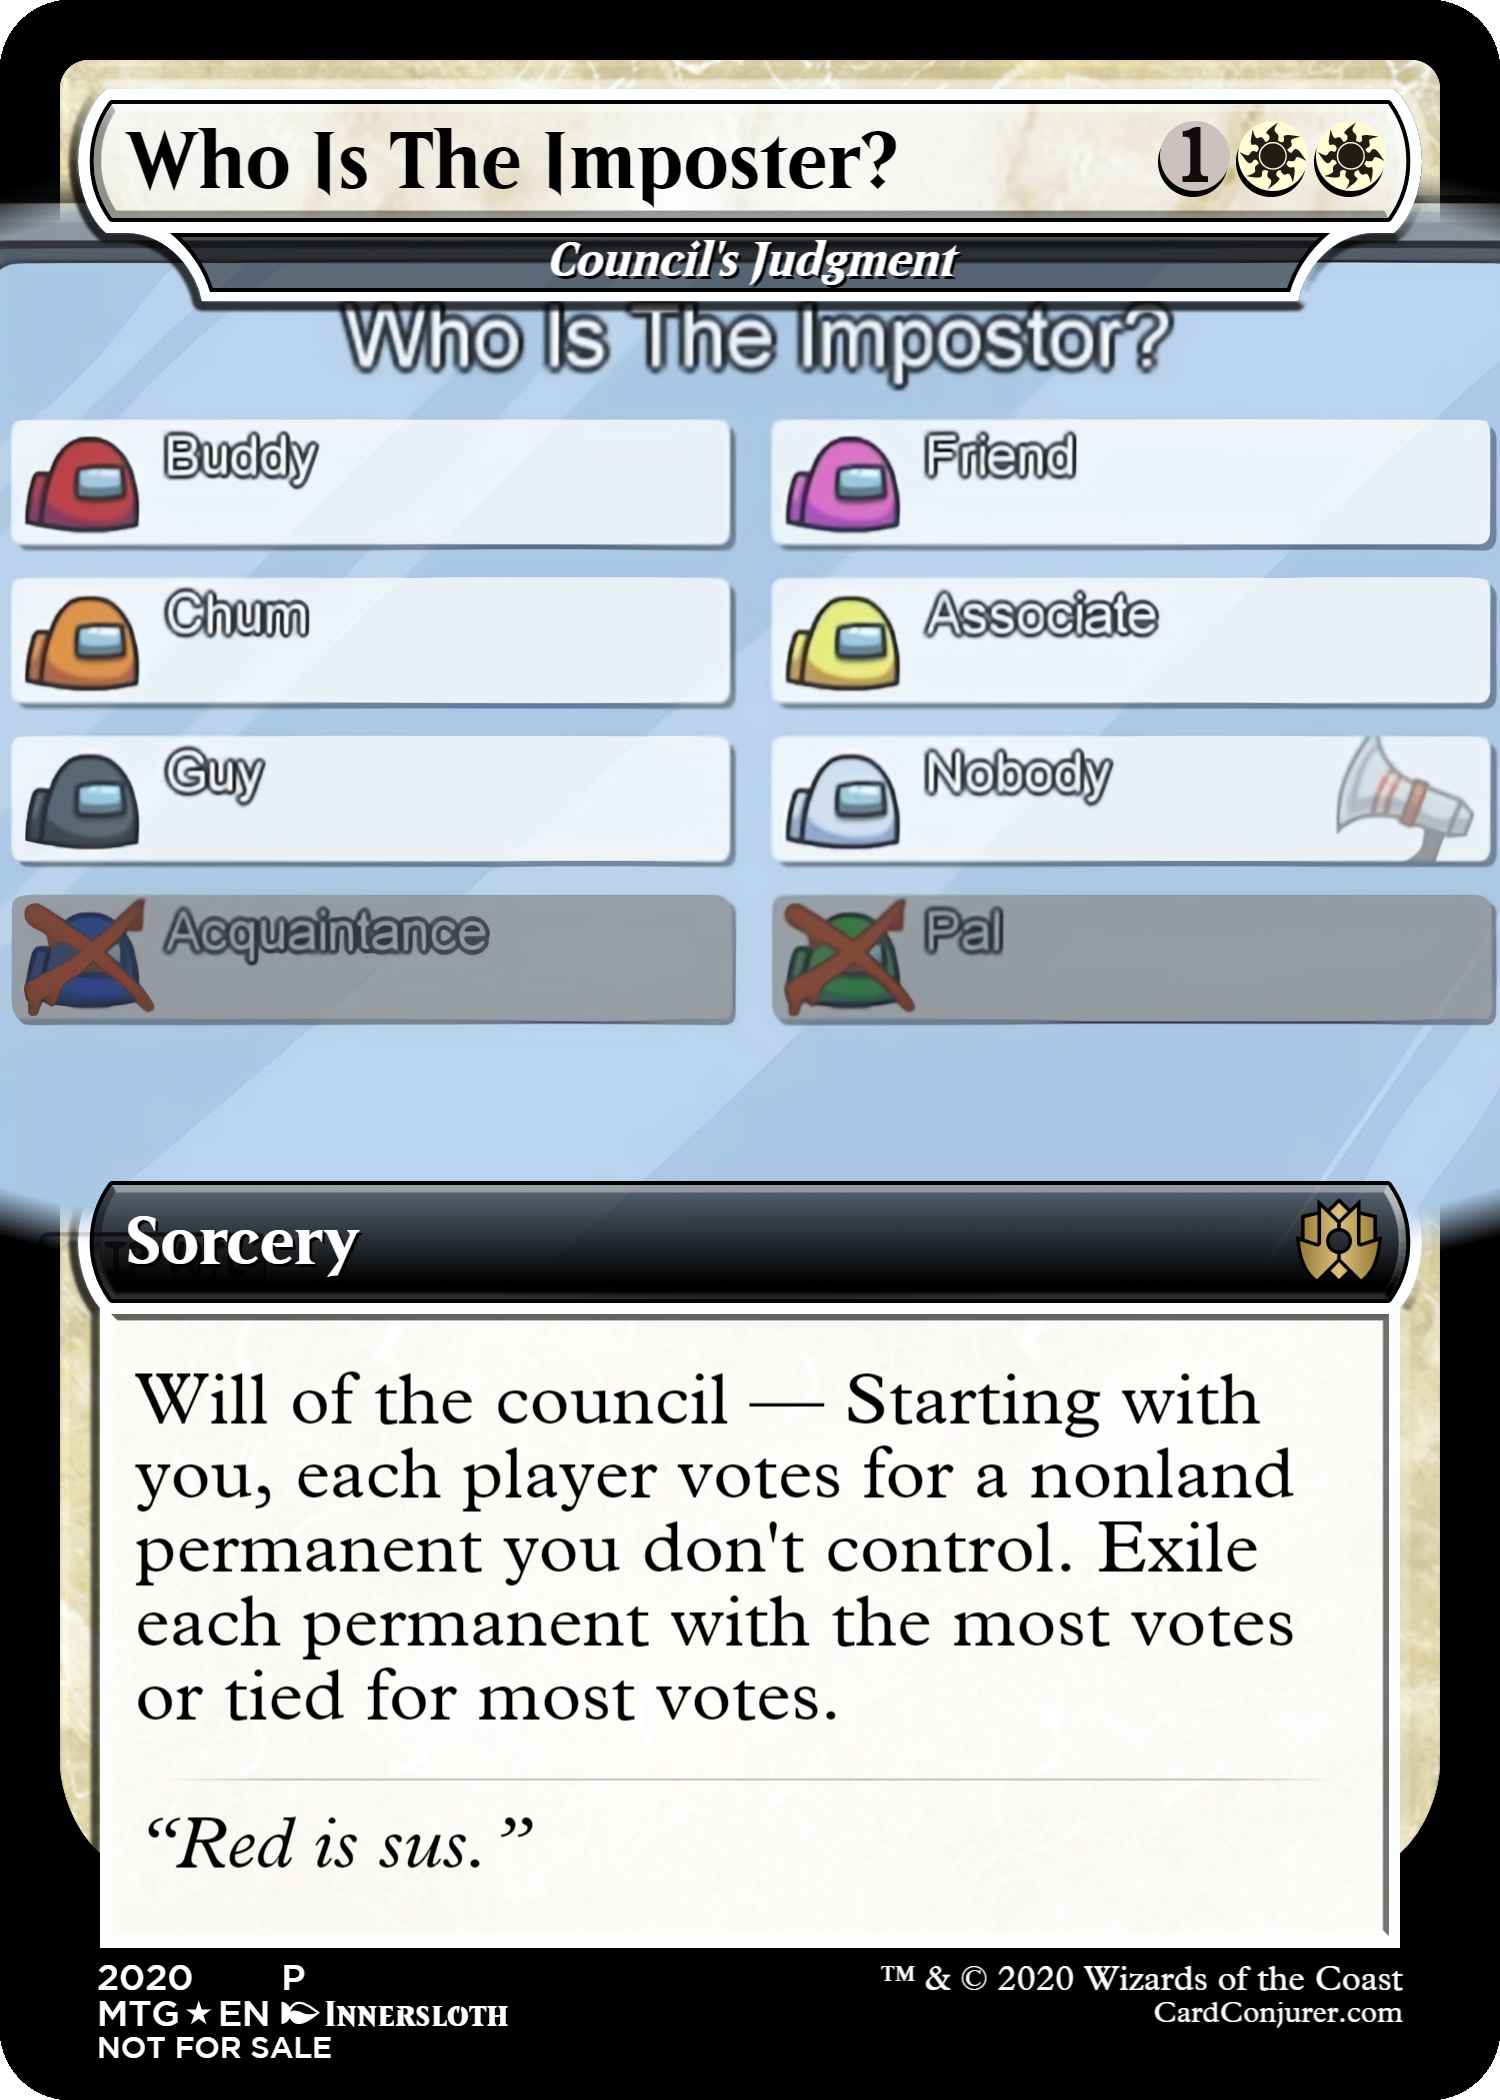 Who Is The Imposter? 1
Council's Judgment
Who Is The Impostor?
Buddy
Friend
Chum
Associate
Guy
Nobody
Acquaintance
Pal
Sorcery
Will of the council — Starting with
you, each player votes for a nonland
permanent you don't control. Exile
each permanent with the most votes
or tied for most votes.
“Red is sus.”
2020 P
MTG★EN Innersloth
NOT FOR SALE
™ & © 2020 Wizards of the Coast
CardConjurer.com